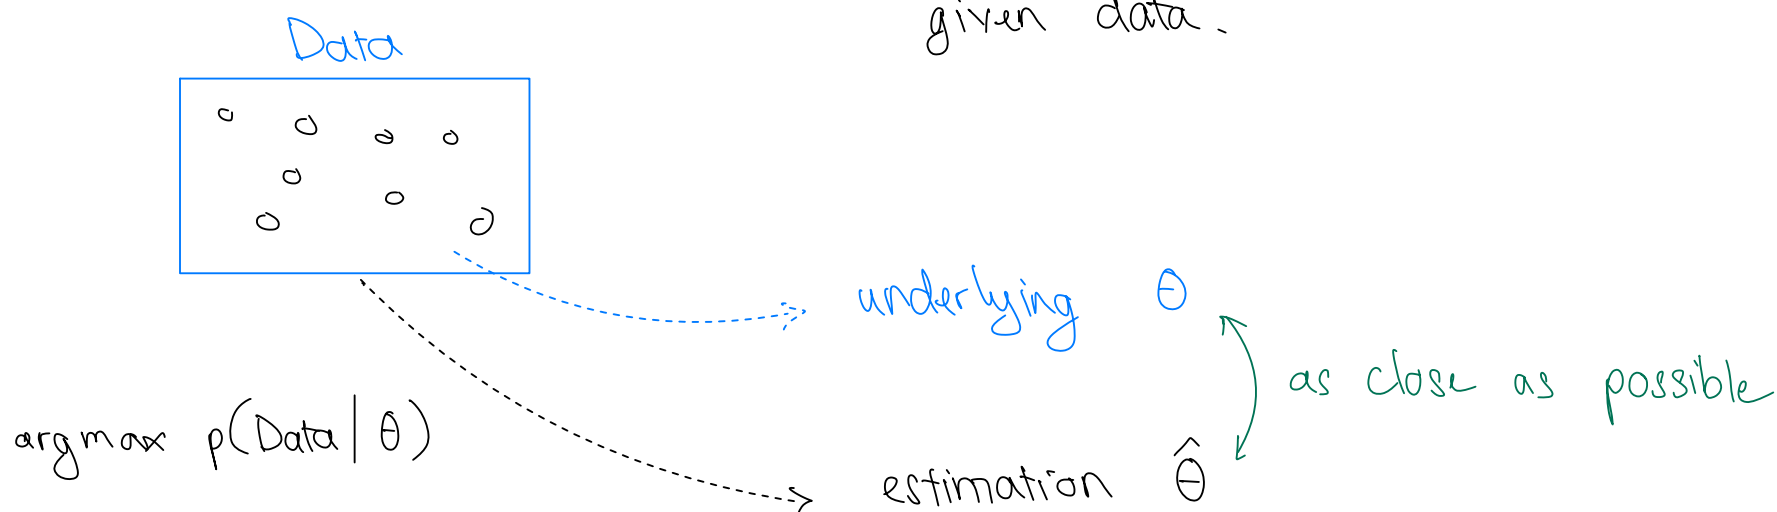 given data.
Data
underlying θ
as close as possible
argmax p(Data | θ)
estimation θ̂